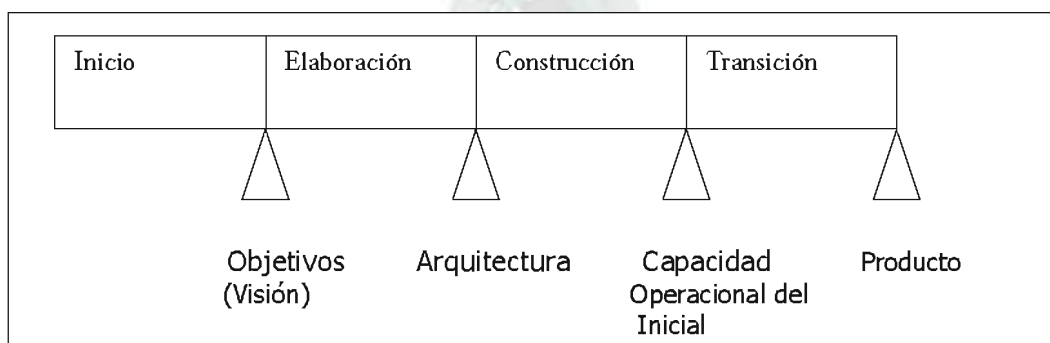 Inicio Elaboración Construcción Transición
Objetivos Arquitectura Capacidad Producto
(Visión) Operacional del
Inicial